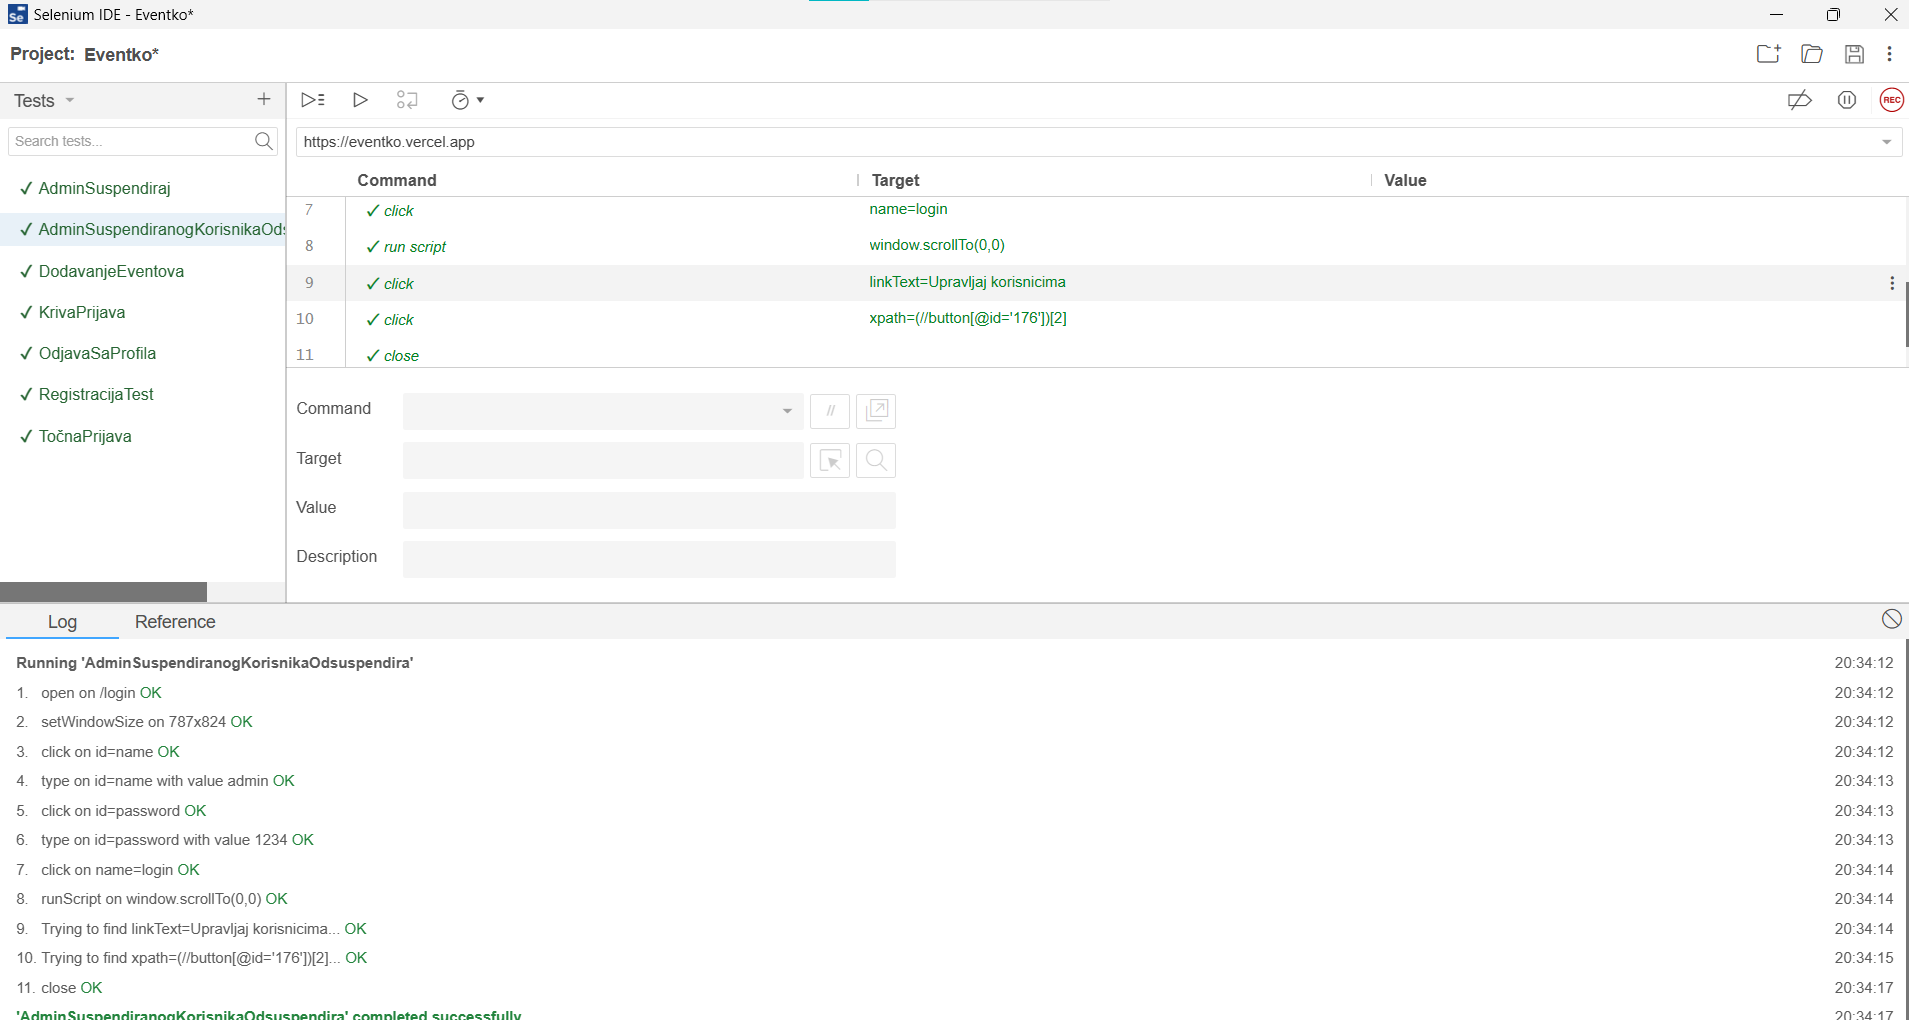 Selenium IDE - Eventko*
Project: Eventko*
Tests
Search tests...
✓ AdminSuspendiraj
✓ AdminSuspendiranogKorisnikaOds
✓ DodavanjeEventova
✓ KrivaPrijava
✓ OdjavaSaProfila
✓ RegistracijaTest
✓ TočnaPrijava
REC
https://eventko.vercel.app
Command Target Value
7 ✓ click name=login
8 ✓ run script window.scrollTo(0,0)
9 ✓ click linkText=Upravljaj korisnicima
10 ✓ click xpath=(//button[@id='176'])[2]
11 ✓ close
Command //
Target
Value
Description
Log Reference
Running 'AdminSuspendiranogKorisnikaOdsuspendira' 20:34:12
1. open on /login OK 20:34:12
2. setWindowSize on 787x824 OK 20:34:12
3. click on id=name OK 20:34:12
4. type on id=name with value admin OK 20:34:13
5. click on id=password OK 20:34:13
6. type on id=password with value 1234 OK 20:34:13
7. click on name=login OK 20:34:14
8. runScript on window.scrollTo(0,0) OK 20:34:14
9. Trying to find linkText=Upravljaj korisnicima... OK 20:34:14
10. Trying to find xpath=(//button[@id='176'])[2]... OK 20:34:15
11. close OK 20:34:17
'AdminSuspendiranogKorisnikaOdsuspendira' completed successfully 20:34:17